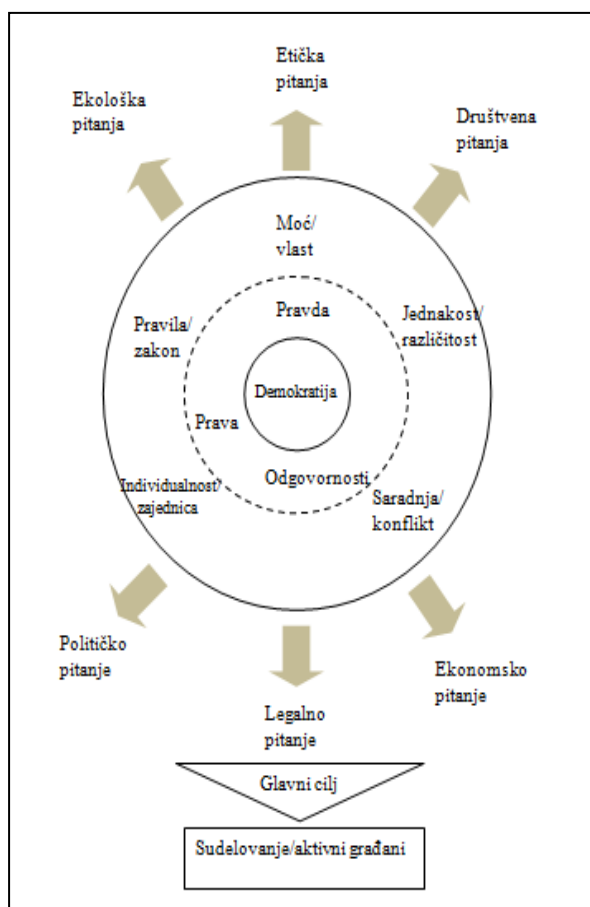 Etička
pitanja
Ekološka
pitanja
Društvena
pitanja
Moć/
vlast
Pravila/
zakon
Pravda
Jednakost/
različitost
Demokratija
Prava
Odgovornosti
Individualnost/
zajednica
Saradnja/
konflikt
Političko
pitanje
Ekonomsko
pitanje
Legalno
pitanje
Glavni cilj
Sudelovanje/aktivni građani